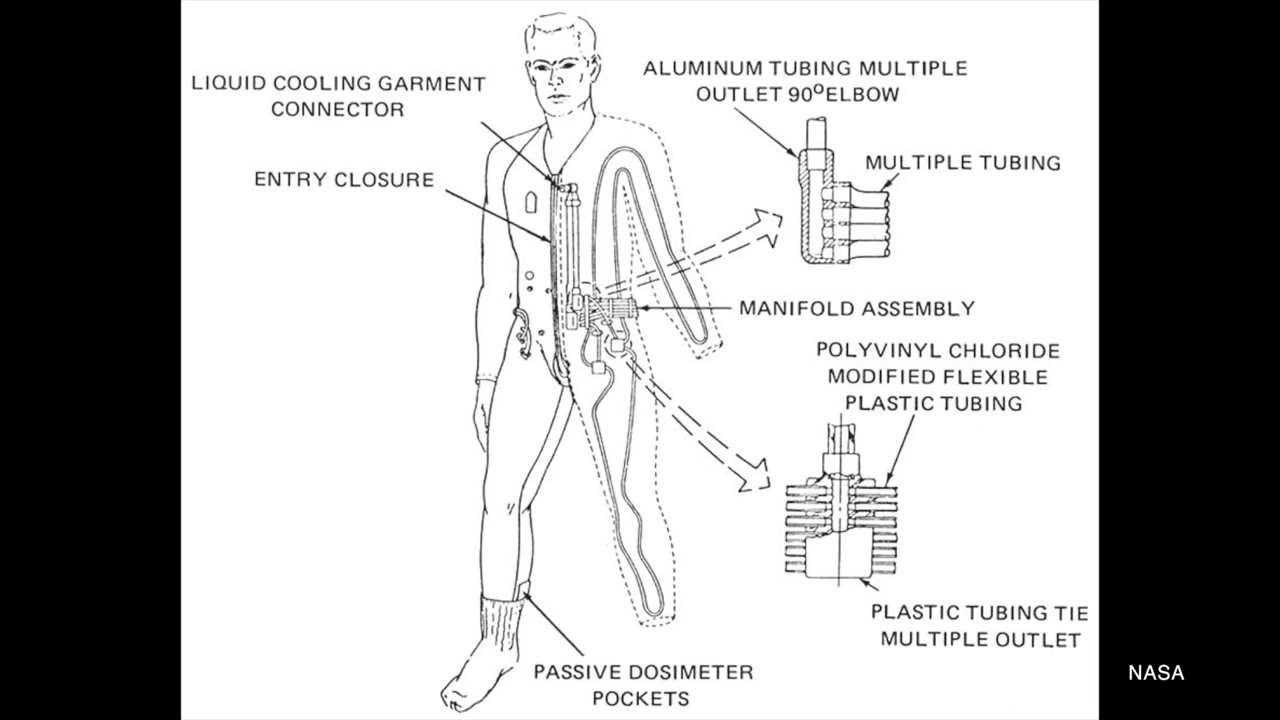 LIQUID COOLING GARMENT
CONNECTOR
ENTRY CLOSURE
ALUMINUM TUBING MULTIPLE
OUTLET 90° ELBOW
MULTIPLE TUBING
MANIFOLD ASSEMBLY
POLYVINYL CHLORIDE
MODIFIED FLEXIBLE
PLASTIC TUBING
PLASTIC TUBING TIE
MULTIPLE OUTLET
PASSIVE DOSIMETER
POCKETS
NASA